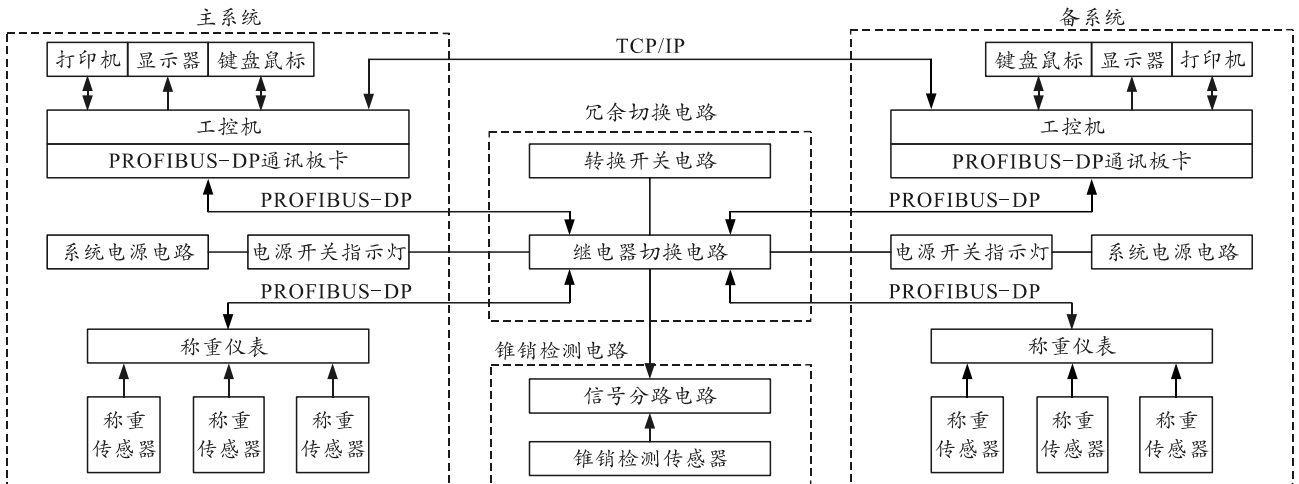 主系统
备系统
TCP/IP
打印机 显示器 键盘鼠标
键盘鼠标 显示器 打印机
冗余切换电路
工控机
工控机
PROFIBUS-DP通讯板卡
转换开关电路
PROFIBUS-DP通讯板卡
PROFIBUS-DP
PROFIBUS-DP
系统电源电路
电源开关指示灯
继电器切换电路
电源开关指示灯
系统电源电路
PROFIBUS-DP
PROFIBUS-DP
称重仪表
锥销检测电路
称重仪表
信号分路电路
称重
传感器
称重
传感器
称重
传感器
锥销检测传感器
称重
传感器
称重
传感器
称重
传感器